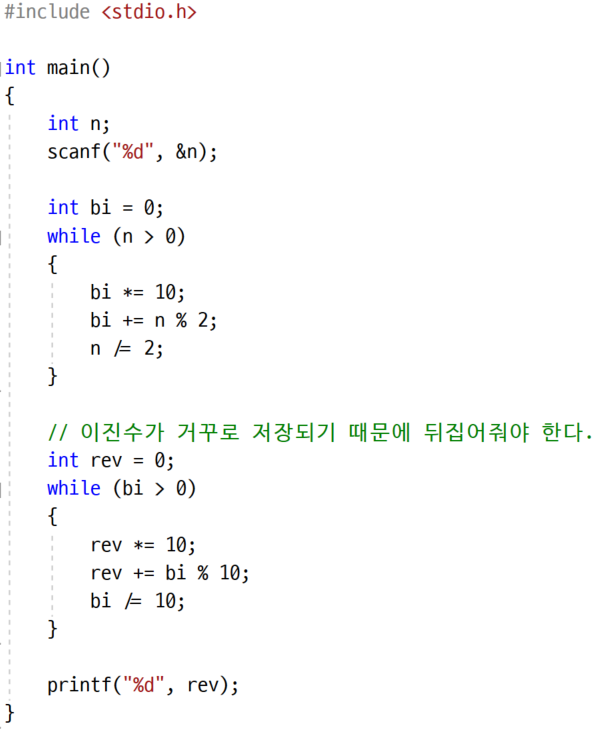 #include <stdio.h>
int main()
{
int n;
scanf("%d", &n);
int bi = 0;
while (n > 0)
{
bi *= 10;
bi += n % 2;
n /= 2;
}
// 이진수가 거꾸로 저장되기 때문에 뒤집어줘야 한다.
int rev = 0;
while (bi > 0)
{
rev *= 10;
rev += bi % 10;
bi /= 10;
}
printf("%d", rev);
}